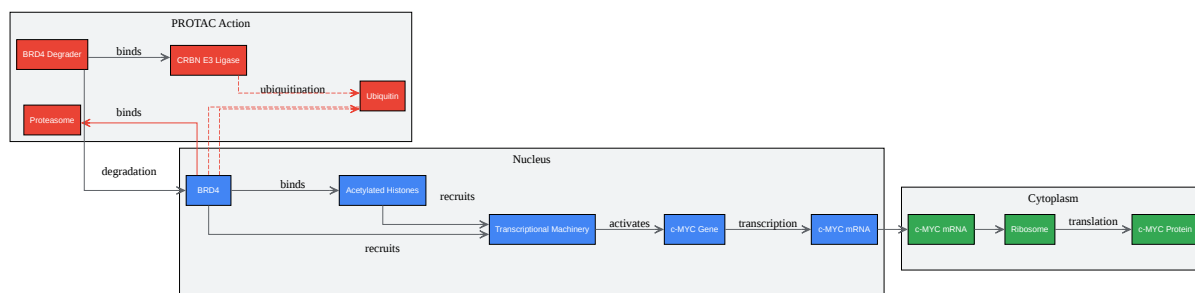 PROTAC Action
BRD4 Degrader
binds
CRBN E3 Ligase
ubiquitination
Ubiquitin
Proteasome
binds
degradation
Nucleus
BRD4
binds
Acetylated Histones
recruits
recruits
Transcriptional Machinery
activates
c-MYC Gene
transcription
c-MYC mRNA
Cytoplasm
c-MYC mRNA
Ribosome
translation
c-MYC Protein